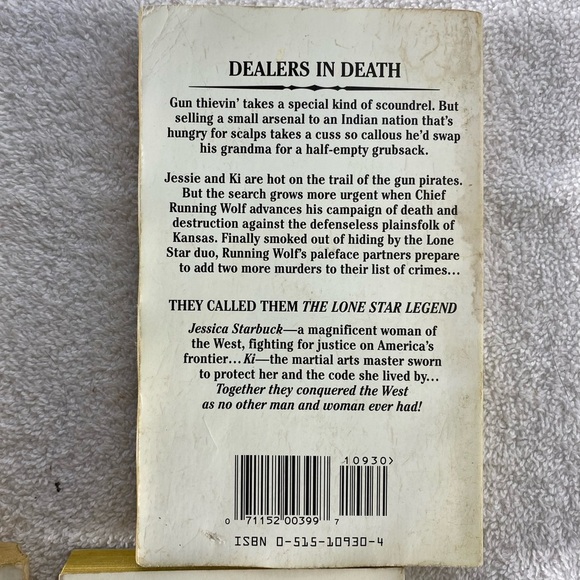 DEALERS IN DEATH
Gun thievin' takes a special kind of scoundrel. But
selling a small arsenal to an Indian nation that's
hungry for scalps takes a cuss so callous he'd swap
his grandma for a half-empty grubsack.
Jessie and Ki are hot on the trail of the gun pirates.
But the search grows more urgent when Chief
Running Wolf advances his campaign of death and
destruction against the defenseless plainsfolk of
Kansas. Finally smoked out of hiding by the Lone
Star duo, Running Wolf's paleface partners prepare
to add two more murders to their list of crimes...
THEY CALLED THEM THE LONE STAR LEGEND
Jessica Starbuck—a magnificent woman of
the West, fighting for justice on America's
frontier...Ki—the martial arts master sworn
to protect her and the code she lived by...
Together they conquered the West
as no other man and woman ever had!
10930>
0 71152 00399 7
ISBN 0-515-10930-4